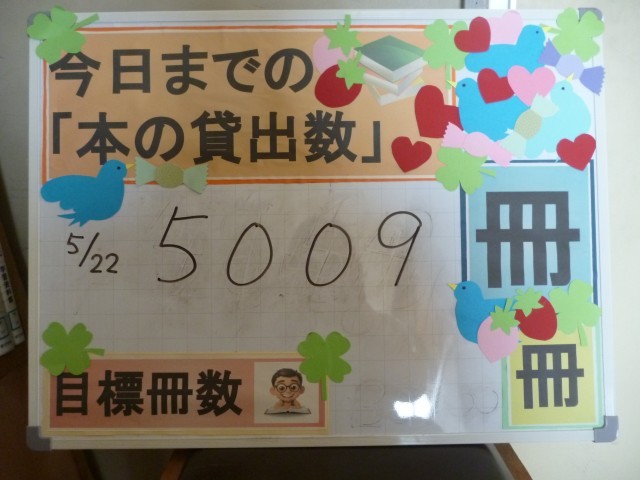 今日までの
「本の貸出数」
5/22 5009 冊
目標冊数 冊